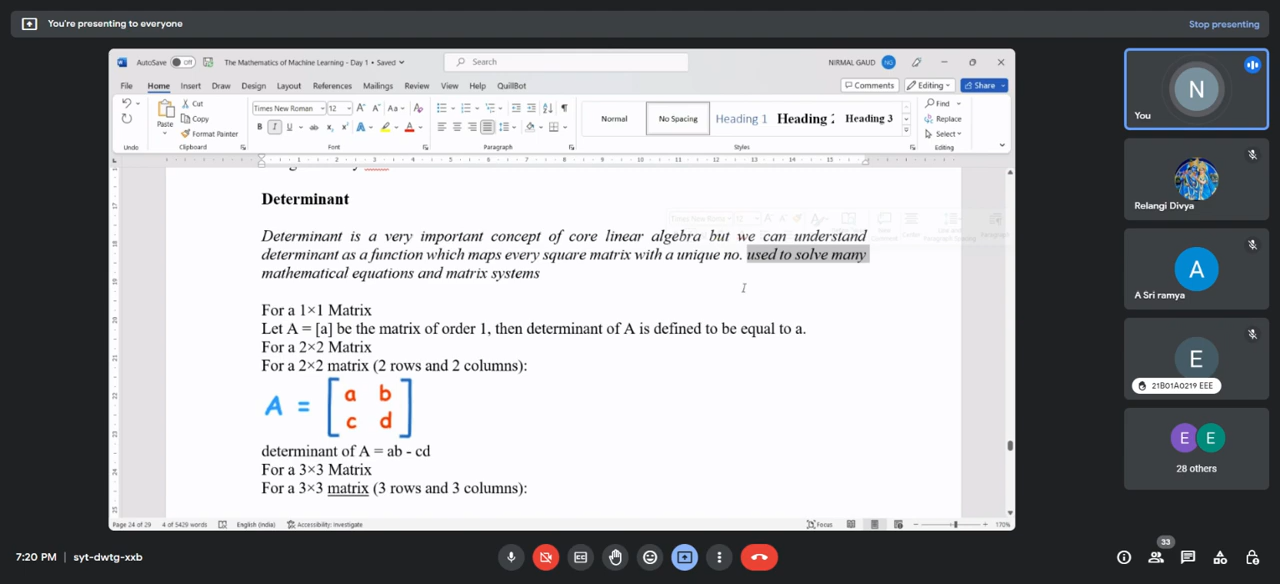 You're presenting to everyone
Stop presenting
AutoSave Off The Mathematics of Machine Learning - Day 1 • Saved
Search
NIRMAL GAUD NG
File Home Insert Draw Design Layout References Mailings Review View Help QuillBot
Comments Editing Share
Paste
Cut
Copy
Format Painter
Times New Roman 12
Normal No Spacing Heading 1 Heading 2 Heading 3
Find
Replace
Select
Undo Clipboard Font Paragraph Styles Editing
Determinant
Determinant is a very important concept of core linear algebra but we can understand
determinant as a function which maps every square matrix with a unique no. used to solve many
mathematical equations and matrix systems
For a 1×1 Matrix
Let A = [a] be the matrix of order 1, then determinant of A is defined to be equal to a.
For a 2×2 Matrix
For a 2×2 matrix (2 rows and 2 columns):
A = [ a b
c d ]
determinant of A = ab - cd
For a 3×3 Matrix
For a 3×3 matrix (3 rows and 3 columns):
Page 24 of 29 4 of 5429 words English (India) Accessibility: Investigate
Focus
170%
N
You
Relangi Divya
A
A Sri ramya
E
21B01A0219 EEE
E E
28 others
7:20 PM | syt-dwtg-xxb
33